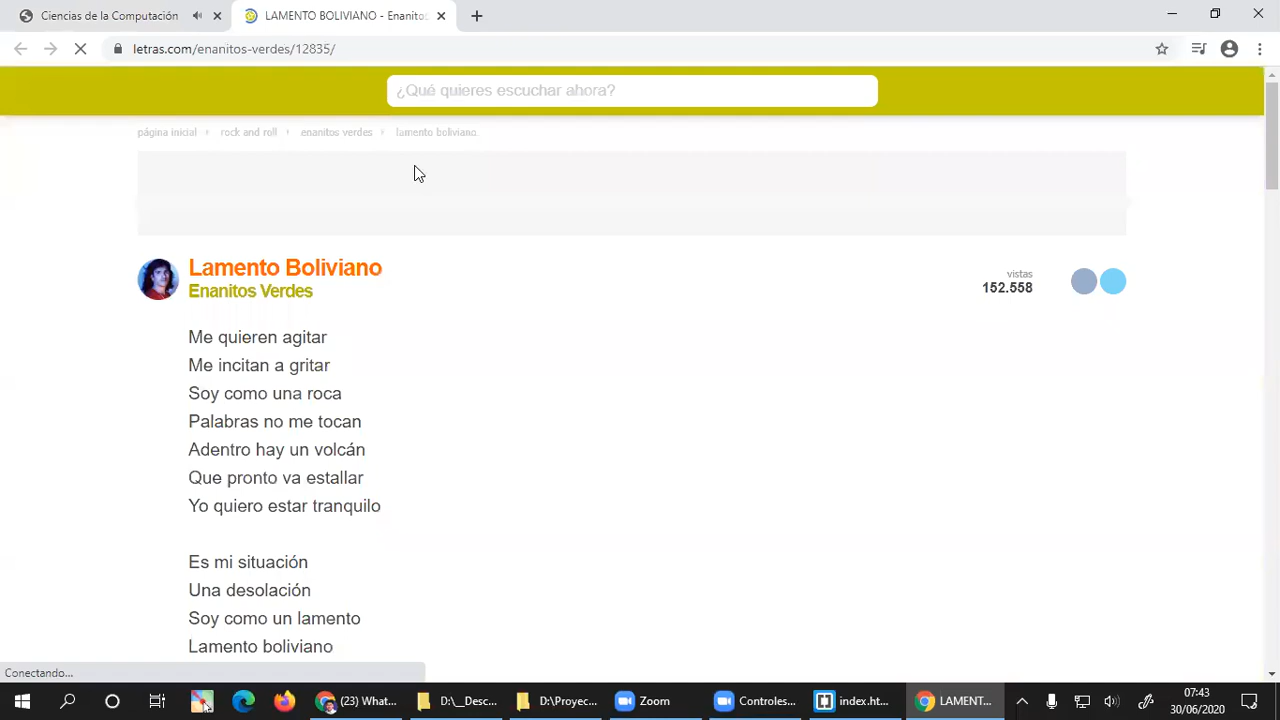 Ciencias de la Computación
LAMENTO BOLIVIANO - Enanitos
letras.com/enanitos-verdes/12835/
¿Qué quieres escuchar ahora?
página inicial
rock and roll
enanitos verdes
lamento boliviano.
Lamento Boliviano
Enanitos Verdes
vistas
152.558
Me quieren agitar
Me incitan a gritar
Soy como una roca
Palabras no me tocan
Adentro hay un volcán
Que pronto va estallar
Yo quiero estar tranquilo
Es mi situación
Una desolación
Soy como un lamento
Lamento boliviano
Conectando...
(23) What...
D:\__Desc...
D:\Proyec...
Zoom
Controles...
index.ht...
LAMENT...
07:43
30/06/2020